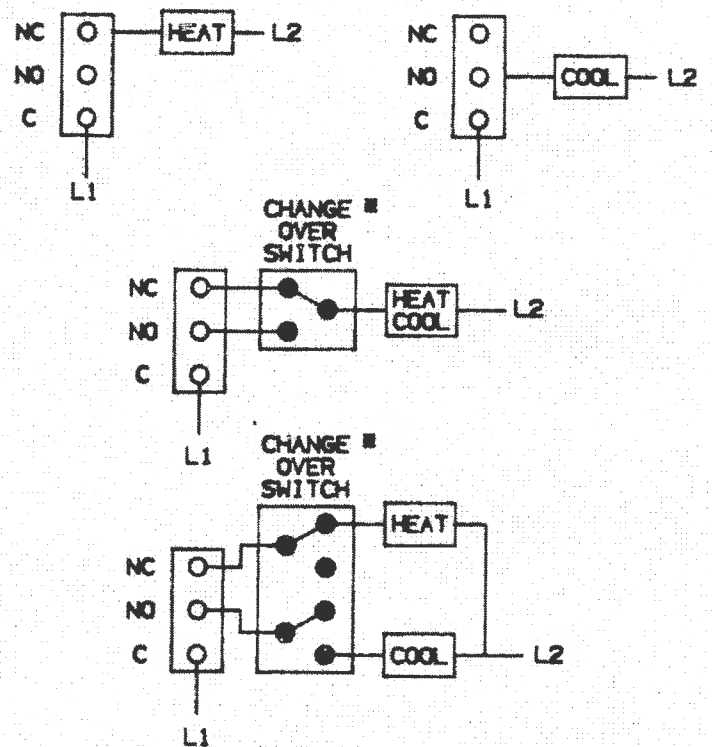 NC HEAT L2
NO
C
L1
NC
NO COOL L2
C
L1
CHANGE ※
OVER
SWITCH
NC HEAT
COOL L2
NO
C
L1
CHANGE ※
OVER
SWITCH
HEAT
NC
NO
C COOL L2
L1